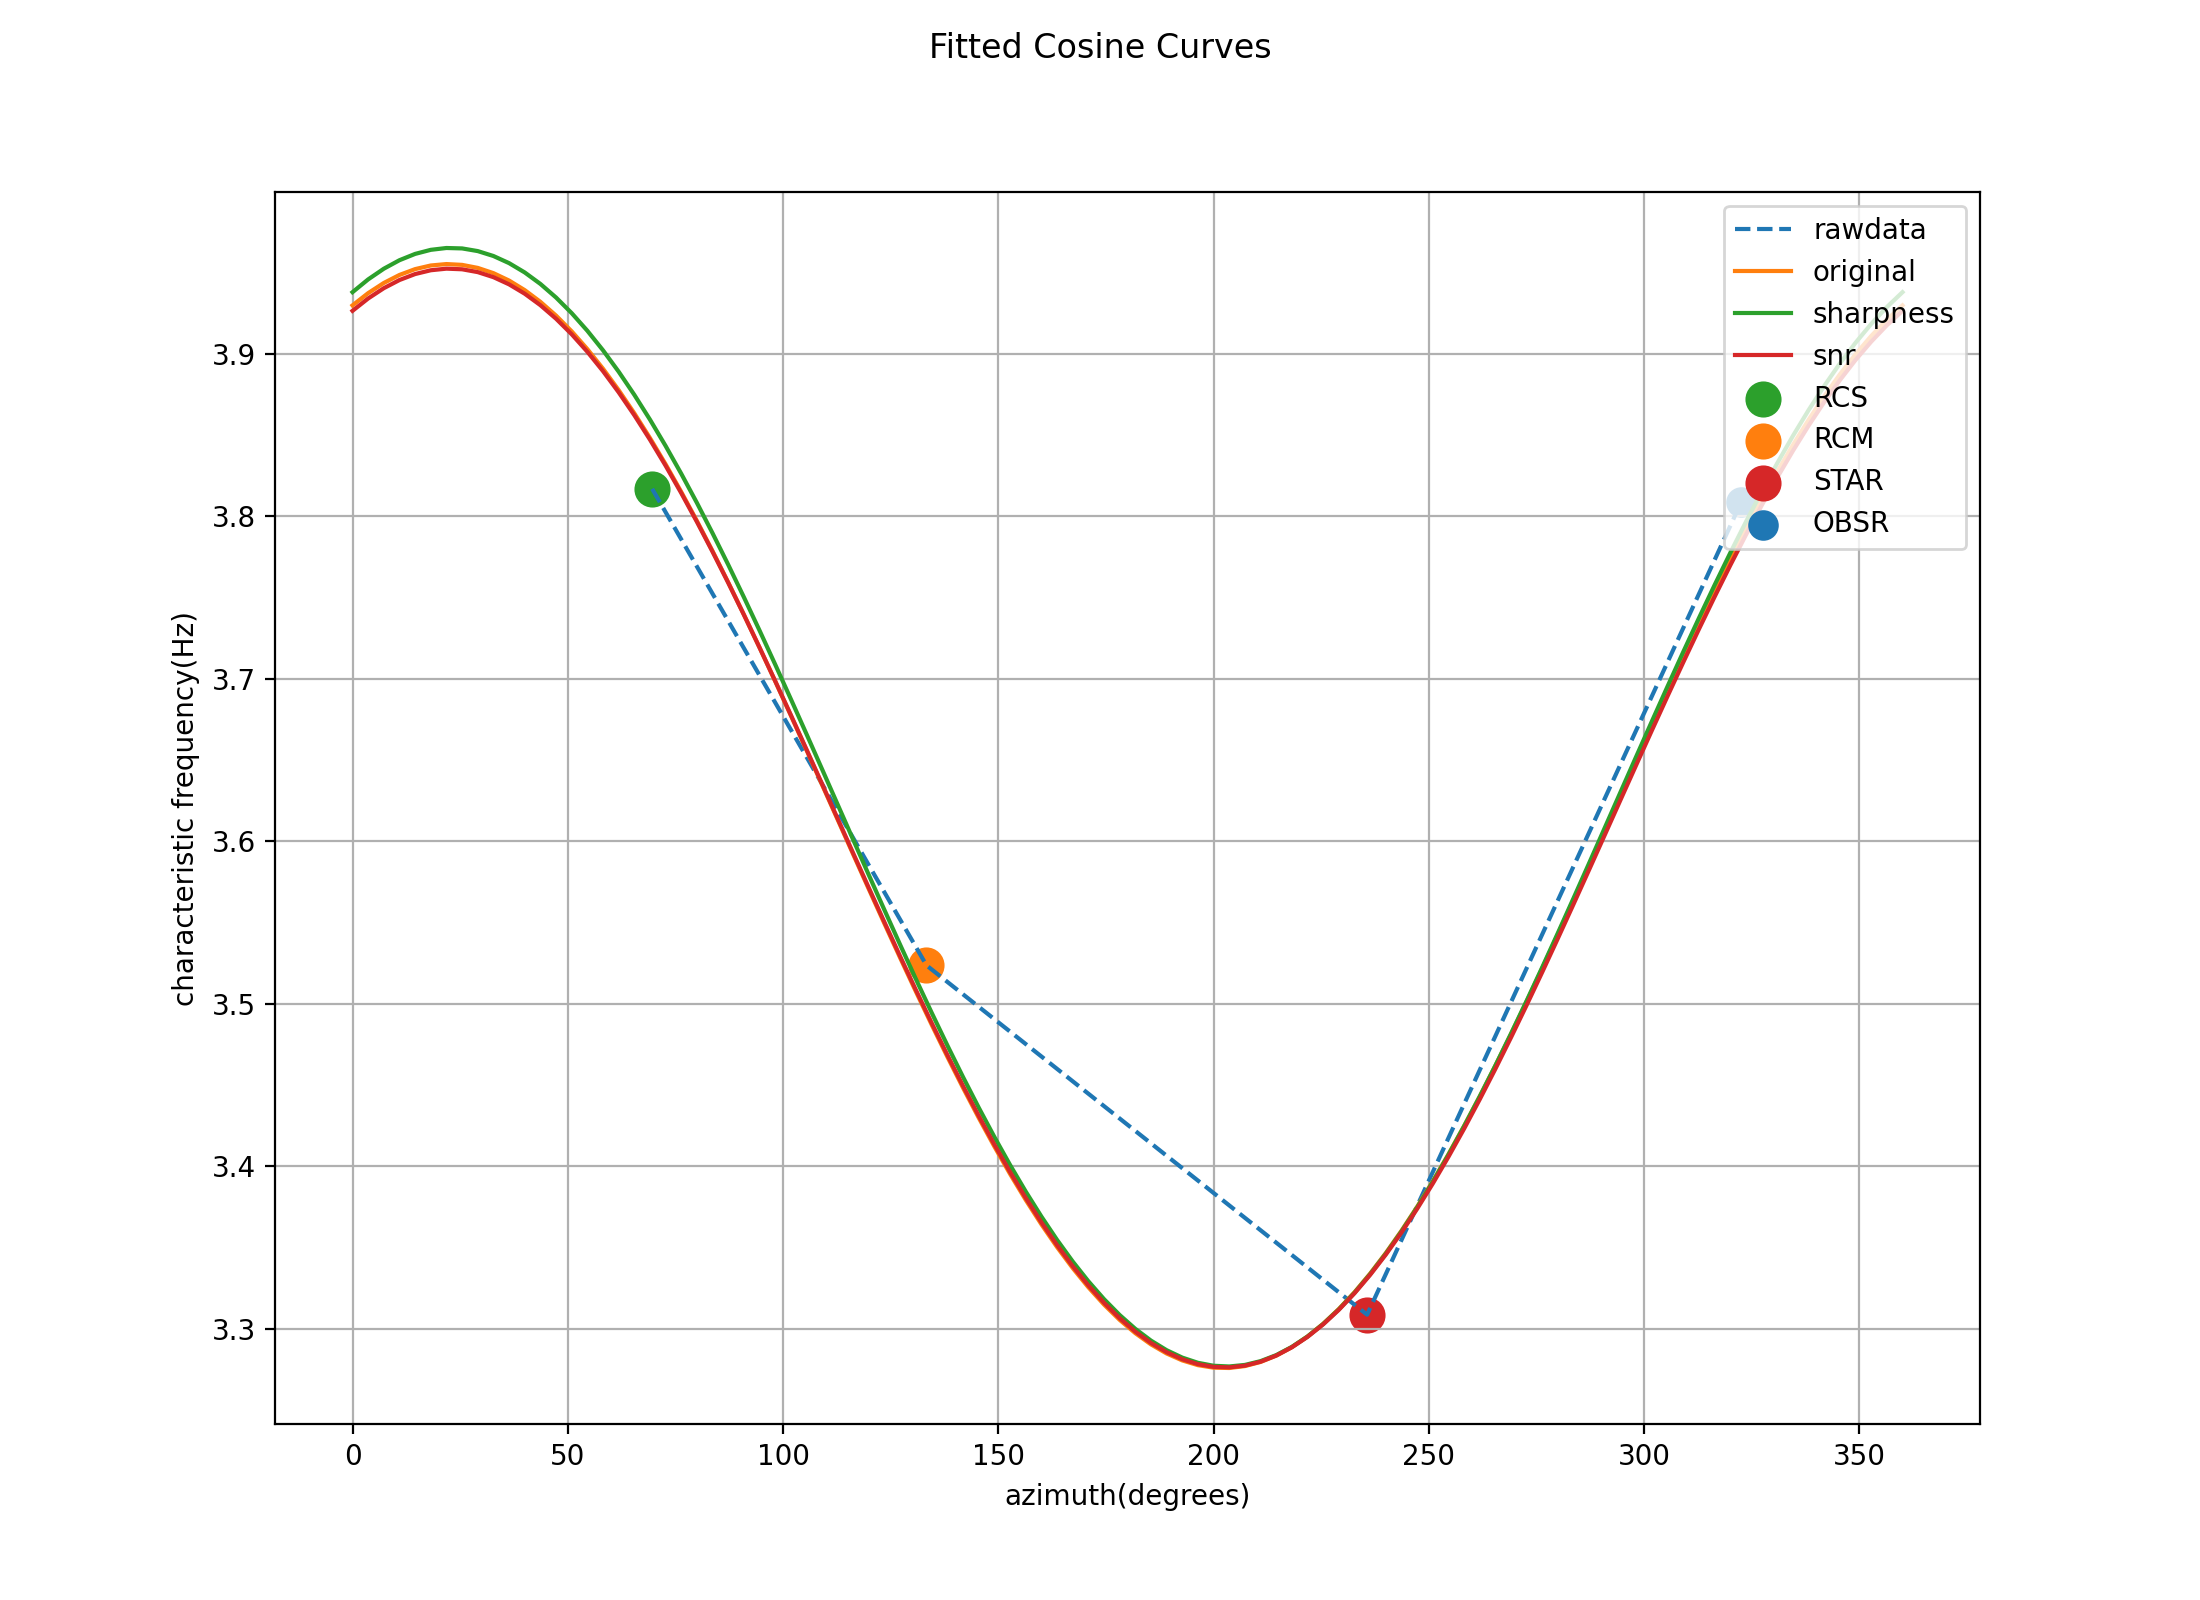 Fitted Cosine Curves
rawdata
original
sharpness
snr
RCS
RCM
STAR
OBSR
characteristic frequency(Hz)
3.9
3.8
3.7
3.6
3.5
3.4
3.3
0 50 100 150 200 250 300 350
azimuth(degrees)